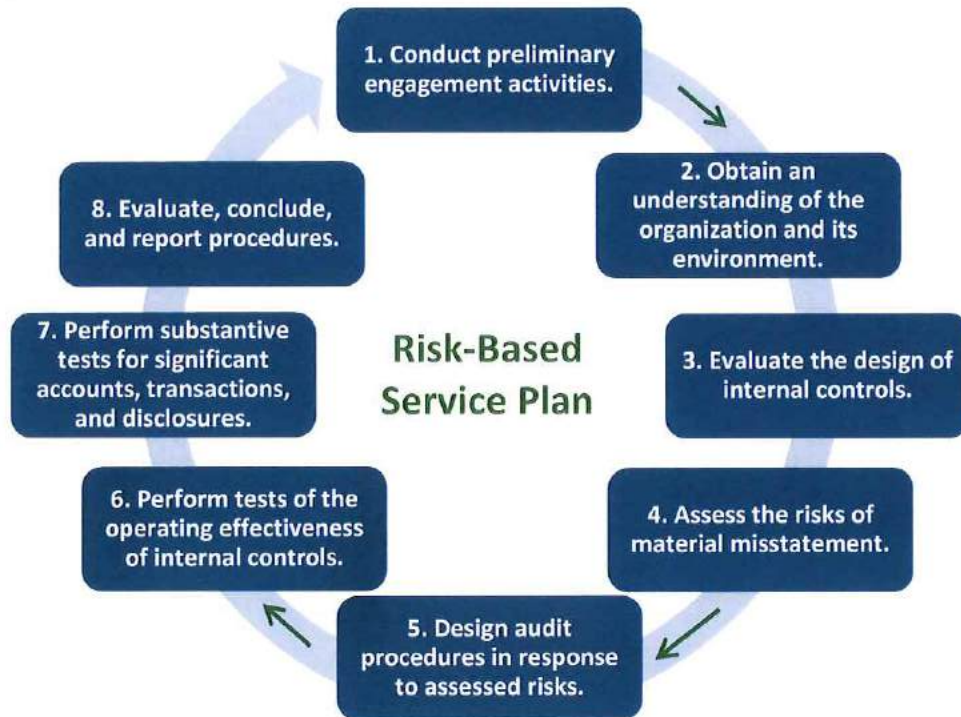 1. Conduct preliminary
engagement activities.
2. Obtain an
understanding of the
organization and its
environment.
3. Evaluate the design of
internal controls.
4. Assess the risks of
material misstatement.
5. Design audit
procedures in response
to assessed risks.
6. Perform tests of the
operating effectiveness
of internal controls.
7. Perform substantive
tests for significant
accounts, transactions,
and disclosures.
8. Evaluate, conclude,
and report procedures.
Risk-Based
Service Plan